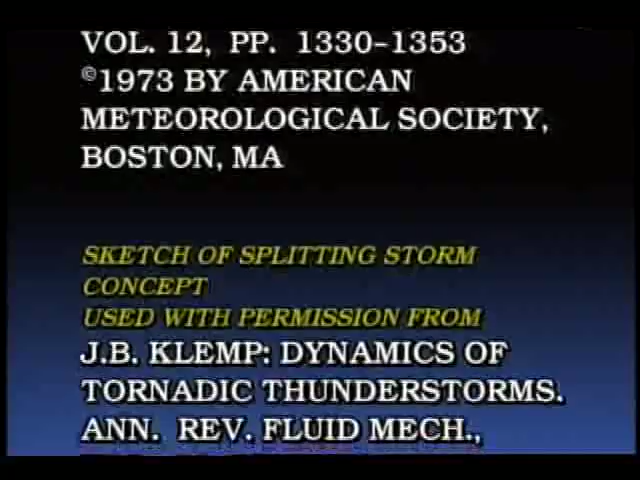 VOL. 12, PP. 1330-1353
©1973 BY AMERICAN
METEOROLOGICAL SOCIETY,
BOSTON, MA
SKETCH OF SPLITTING STORM
CONCEPT
USED WITH PERMISSION FROM
J.B. KLEMP: DYNAMICS OF
TORNADIC THUNDERSTORMS.
ANN. REV. FLUID MECH.,